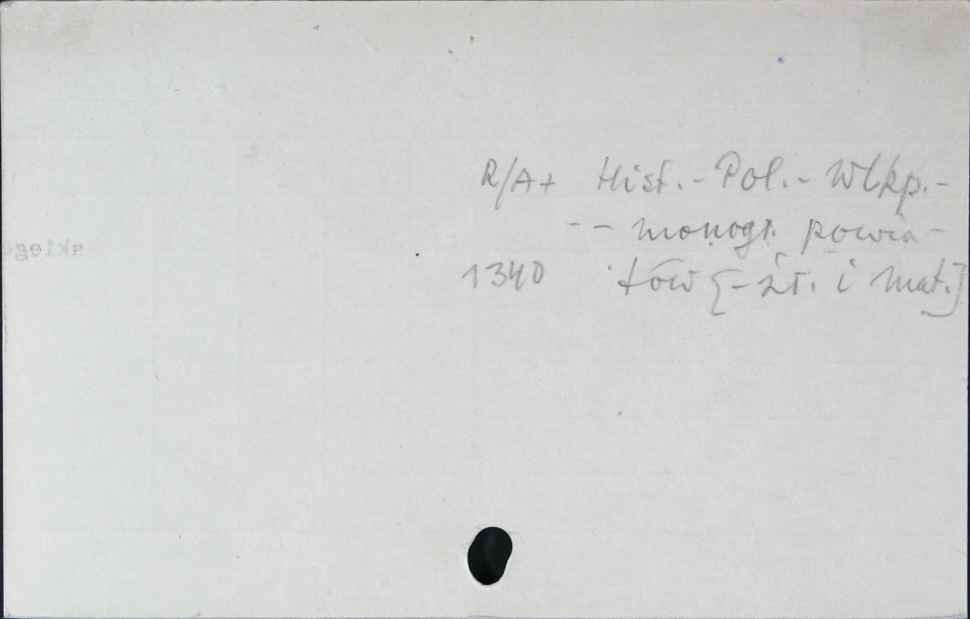 R/A+ Hist.- Pol.- Wlkp.-
-- monogr. powia-
1340 tów [- źr. i mat.]